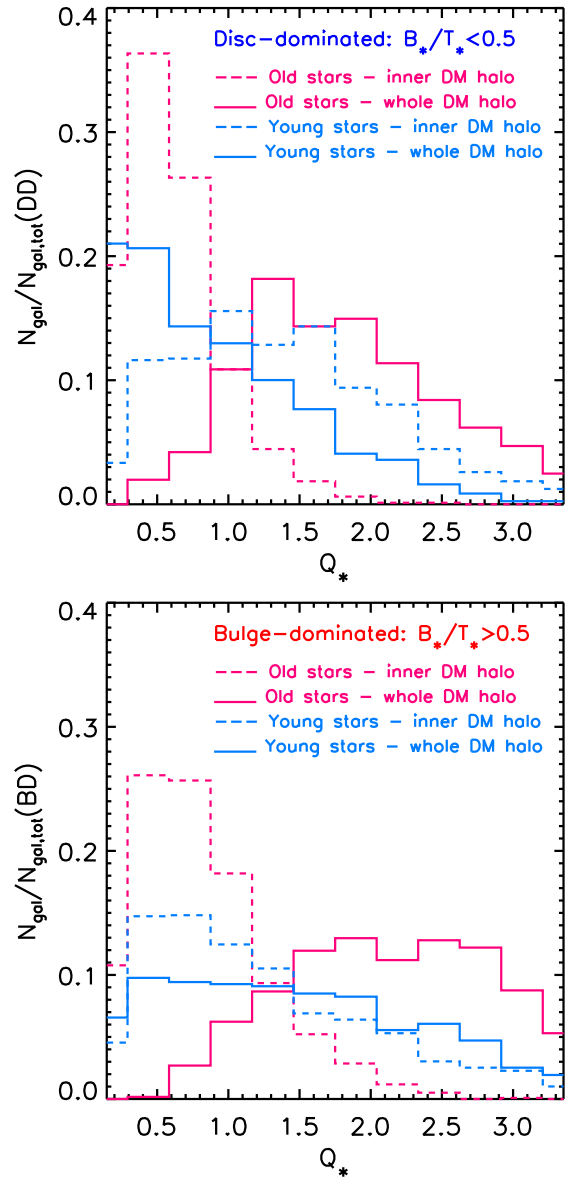 0.4
Disc-dominated: B*/T*<0.5
Old stars - inner DM halo
Old stars - whole DM halo
0.3
Young stars - inner DM halo
Young stars - whole DM halo
0.2
Ngal/Ngal,tot(DD)
0.1
0.0
0.5 1.0 1.5 2.0 2.5 3.0
Q*
0.4
Bulge-dominated: B*/T*>0.5
Old stars - inner DM halo
Old stars - whole DM halo
0.3
Young stars - inner DM halo
Young stars - whole DM halo
0.2
Ngal/Ngal,tot(BD)
0.1
0.0
0.5 1.0 1.5 2.0 2.5 3.0
Q*